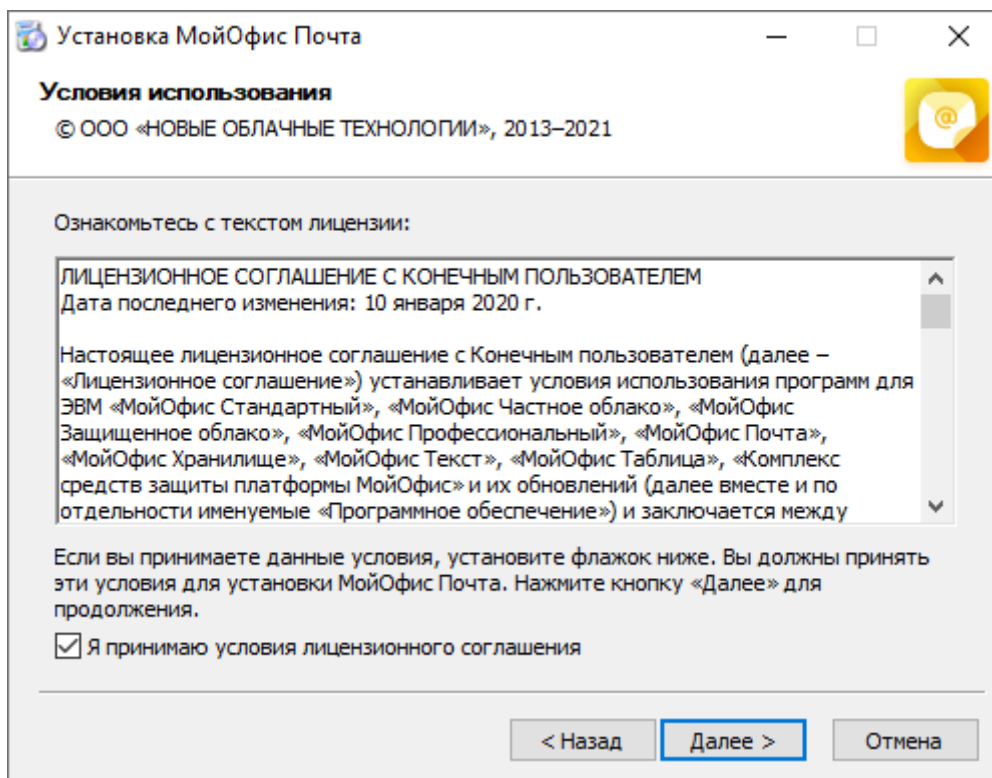 Установка МойОфис Почта
Условия использования
© ООО «НОВЫЕ ОБЛАЧНЫЕ ТЕХНОЛОГИИ», 2013–2021
@
Ознакомьтесь с текстом лицензии:
ЛИЦЕНЗИОННОЕ СОГЛАШЕНИЕ С КОНЕЧНЫМ ПОЛЬЗОВАТЕЛЕМ
Дата последнего изменения: 10 января 2020 г.
Настоящее лицензионное соглашение с Конечным пользователем (далее –
«Лицензионное соглашение») устанавливает условия использования программ для
ЭВМ «МойОфис Стандартный», «МойОфис Частное облако», «МойОфис
Защищенное облако», «МойОфис Профессиональный», «МойОфис Почта»,
«МойОфис Хранилище», «МойОфис Текст», «МойОфис Таблица», «Комплекс
средств защиты платформы МойОфис» и их обновлений (далее вместе и по
отдельности именуемые «Программное обеспечение») и заключается между
Если вы принимаете данные условия, установите флажок ниже. Вы должны принять
эти условия для установки МойОфис Почта. Нажмите кнопку «Далее» для
продолжения.
Я принимаю условия лицензионного соглашения
< Назад
Далее >
Отмена